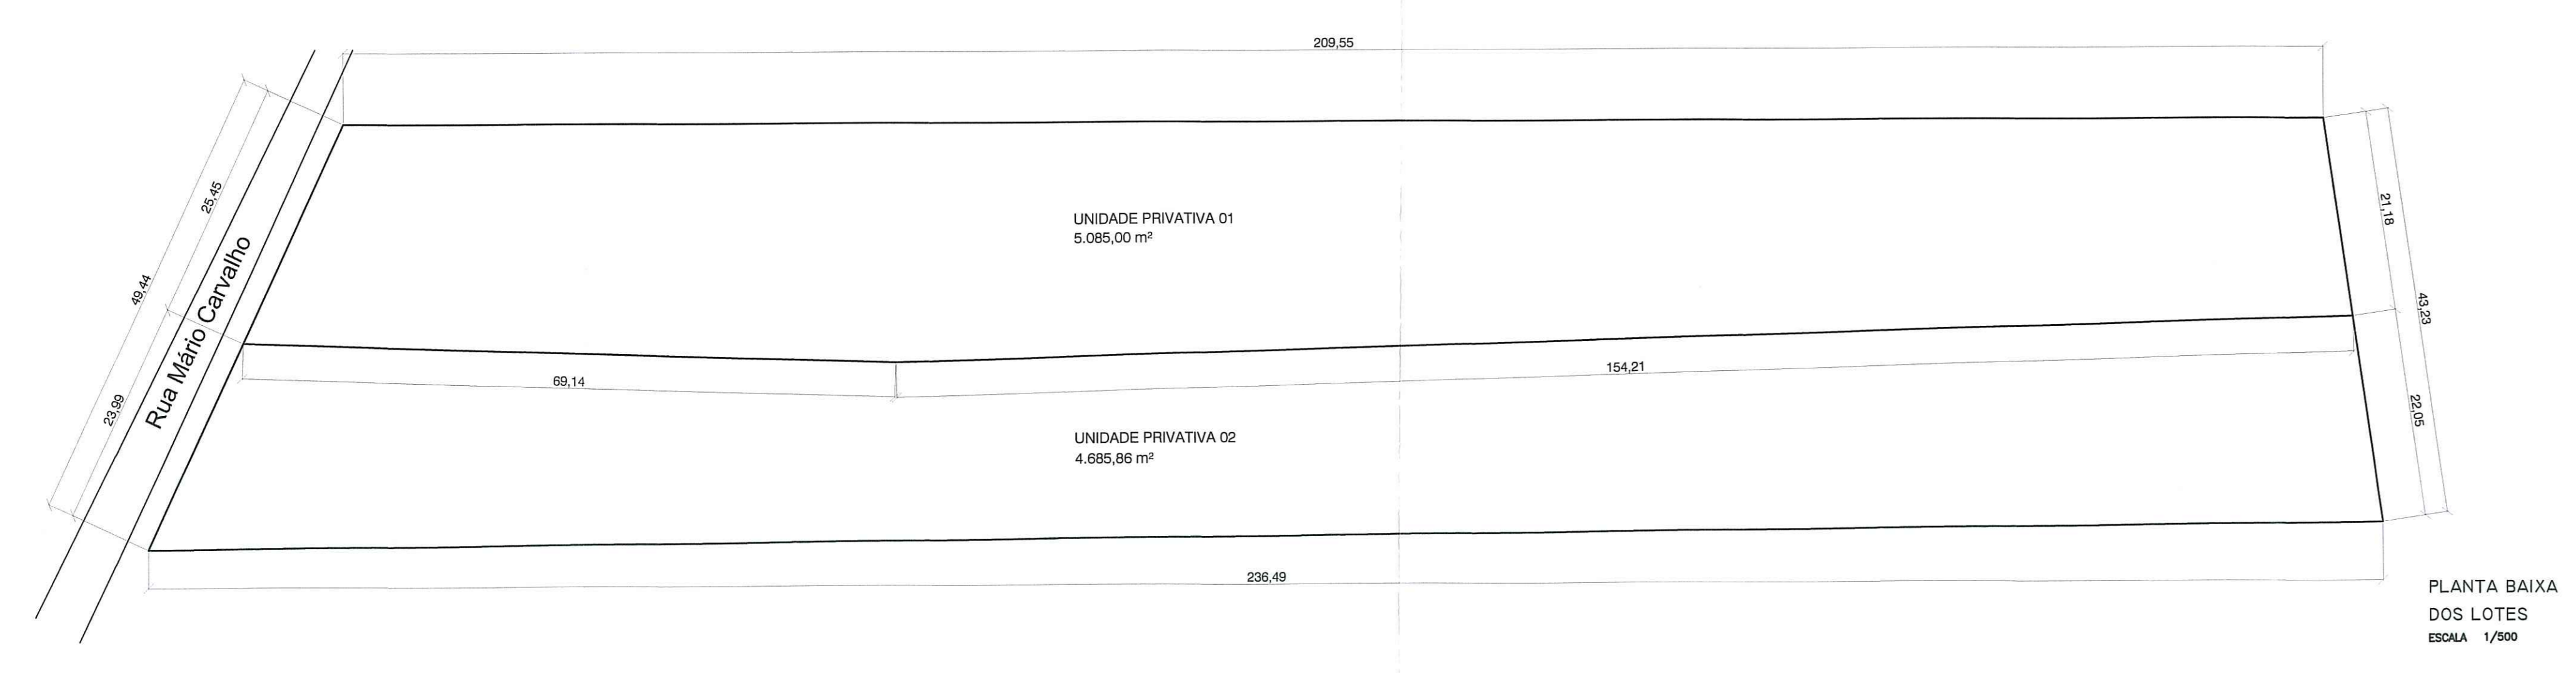 209,55
25,45
49,44
Rua Mário Carvalho
23,99
UNIDADE PRIVATIVA 01
5.085,00 m²
21,18
43,23
22,05
69,14
154,21
UNIDADE PRIVATIVA 02
4.685,86 m²
236,49
PLANTA BAIXA
DOS LOTES
ESCALA 1/500